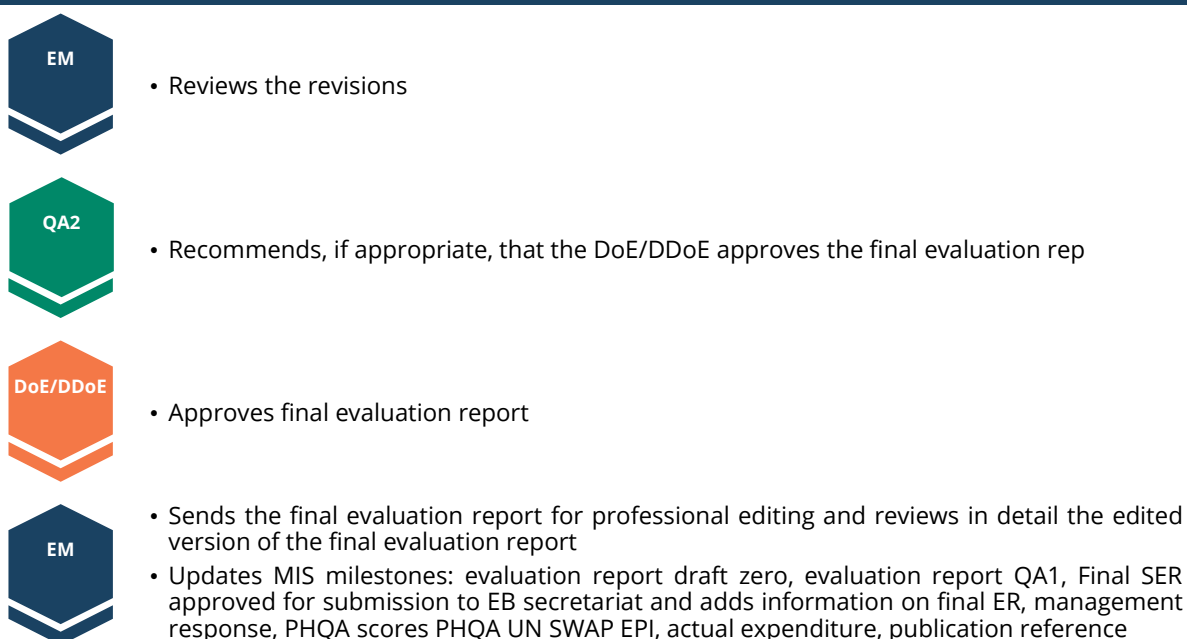 EM
• Reviews the revisions
QA2
• Recommends, if appropriate, that the DoE/DDoE approves the final evaluation rep
DoE/DDoE
• Approves final evaluation report
EM
• Sends the final evaluation report for professional editing and reviews in detail the edited
version of the final evaluation report
• Updates MIS milestones: evaluation report draft zero, evaluation report QA1, Final SER
approved for submission to EB secretariat and adds information on final ER, management
response, PHQA scores PHQA UN SWAP EPI, actual expenditure, publication reference